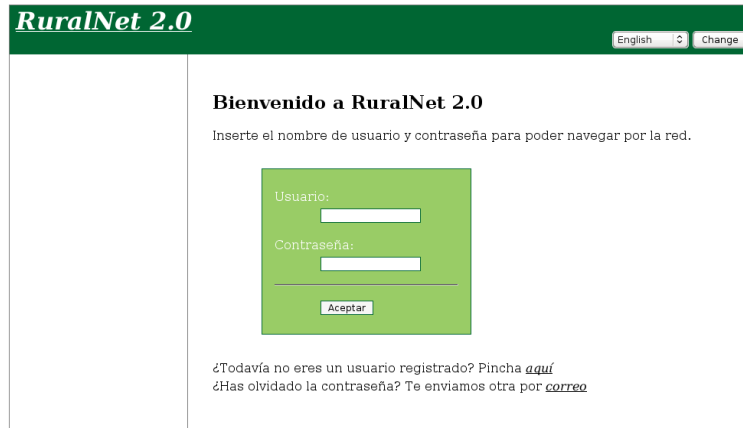 RuralNet 2.0
English
Change
Bienvenido a RuralNet 2.0
Inserte el nombre de usuario y contraseña para poder navegar por la red.
Usuario:
Contraseña:
Aceptar
¿Todavía no eres un usuario registrado? Pincha aquí
¿Has olvidado la contraseña? Te enviamos otra por correo